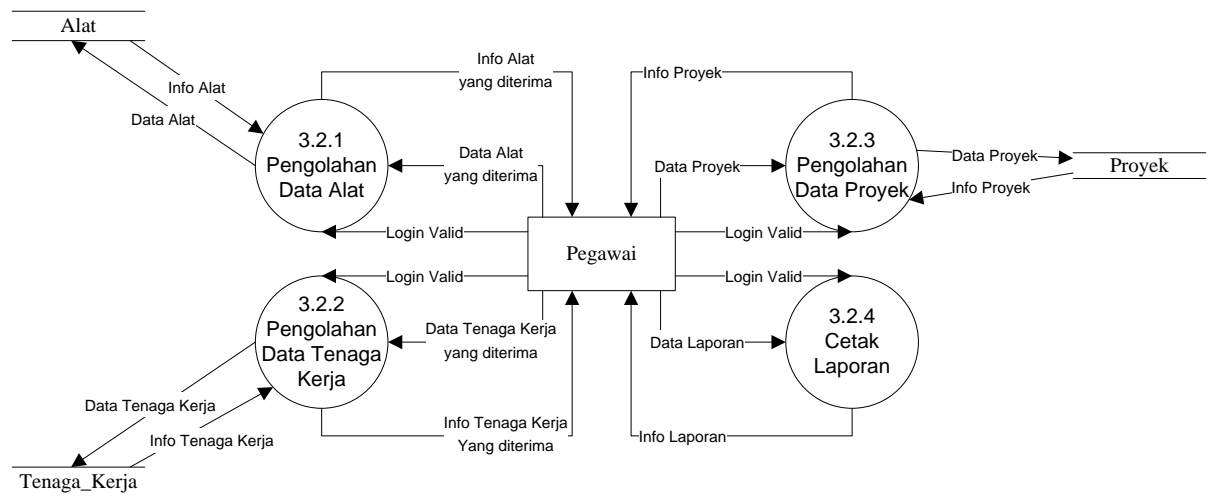 Alat
Info Alat
Data Alat
3.2.1
Pengolahan
Data Alat
Info Alat
yang diterima
Data Alat
yang diterima
Login Valid
Info Proyek
Data Proyek
Login Valid
3.2.3
Pengolahan
Data Proyek
Data Proyek
Info Proyek
Proyek
Pegawai
Login Valid
3.2.2
Pengolahan
Data Tenaga
Kerja
Data Tenaga Kerja
yang diterima
Info Tenaga Kerja
Yang diterima
Data Tenaga Kerja
Info Tenaga Kerja
Tenaga_Kerja
Login Valid
Data Laporan
Info Laporan
3.2.4
Cetak
Laporan